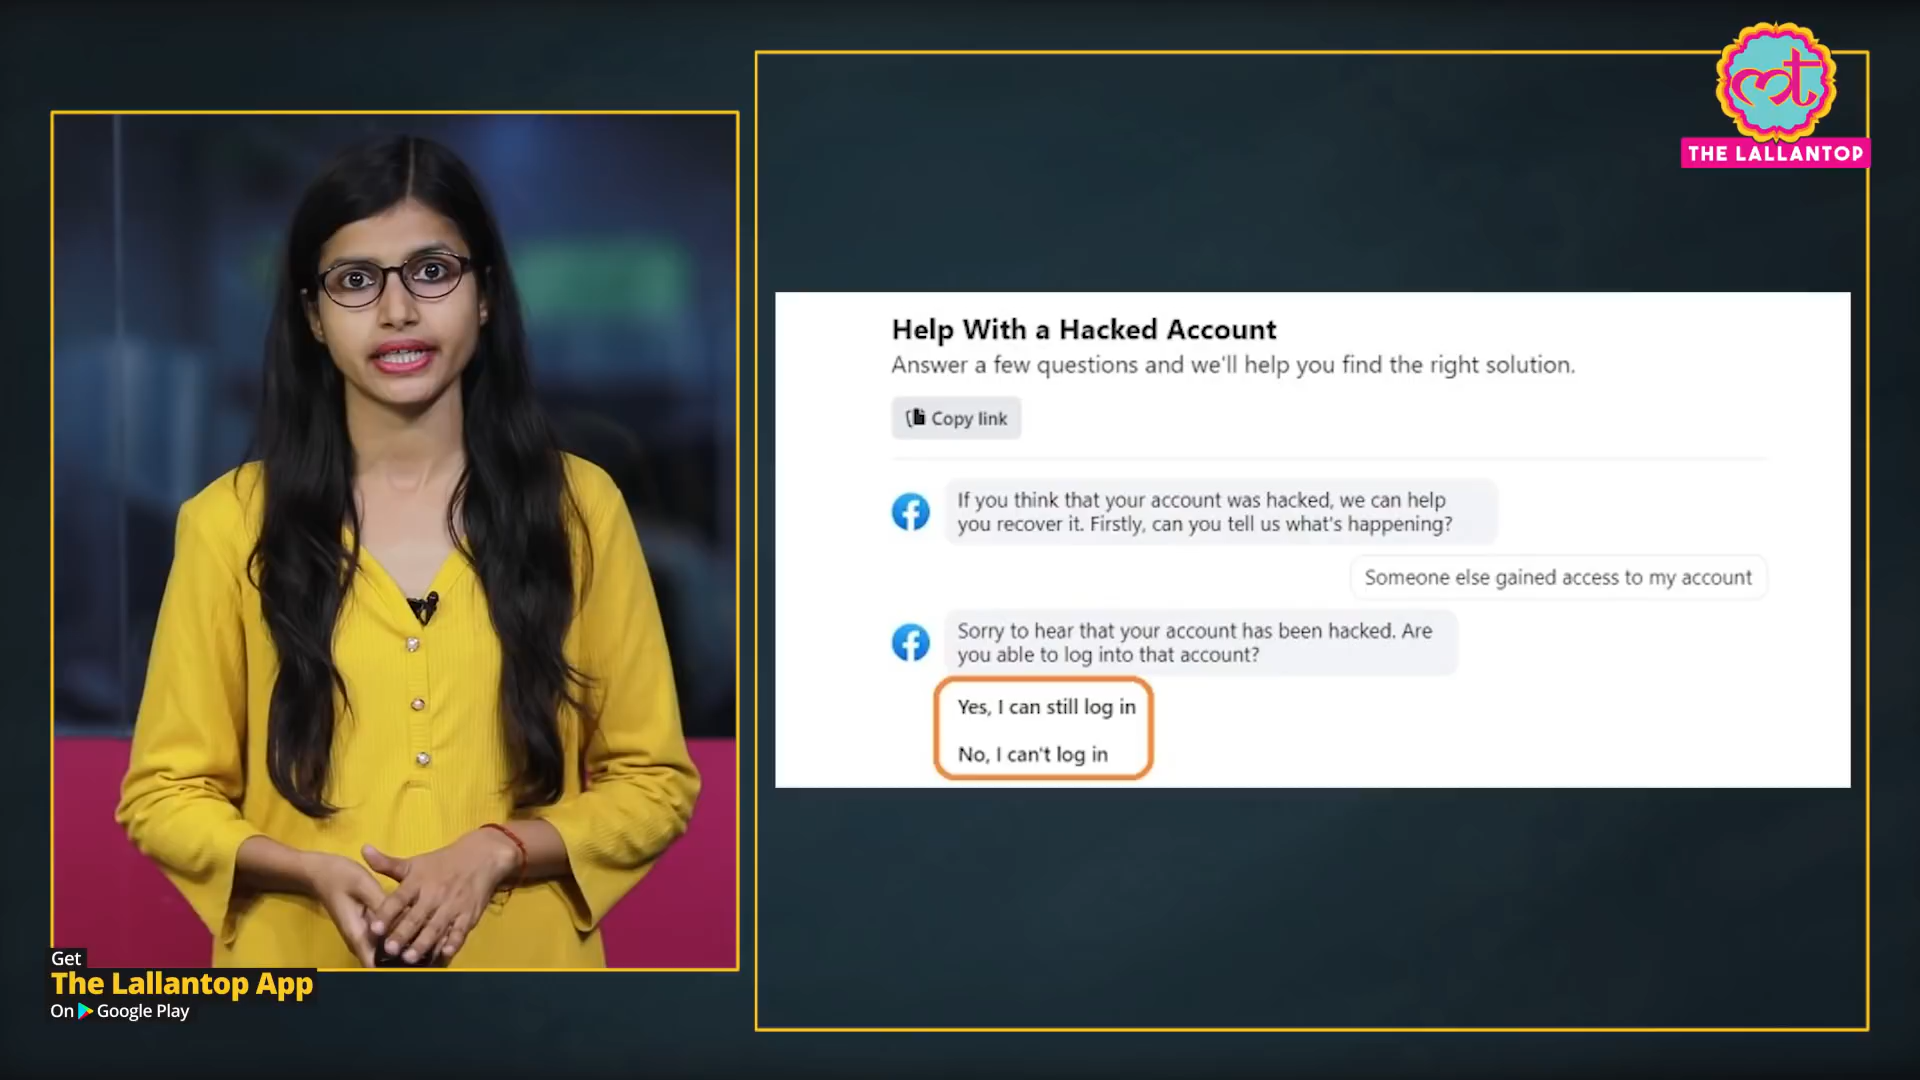 THE LALLANTOP
Help With a Hacked Account
Answer a few questions and we'll help you find the right solution.
Copy link
If you think that your account was hacked, we can help
you recover it. Firstly, can you tell us what's happening?
Someone else gained access to my account
Sorry to hear that your account has been hacked. Are
you able to log into that account?
Yes, I can still log in
No, I can't log in
Get
The Lallantop App
On Google Play